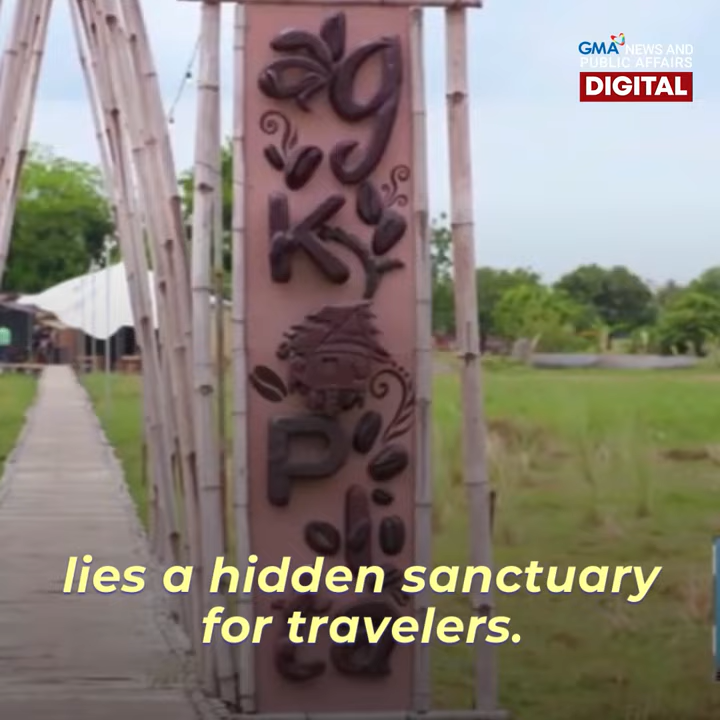 GMA NEWS AND
PUBLIC AFFAIRS
DIGITAL
g
K
P
lies a hidden sanctuary
for travelers.